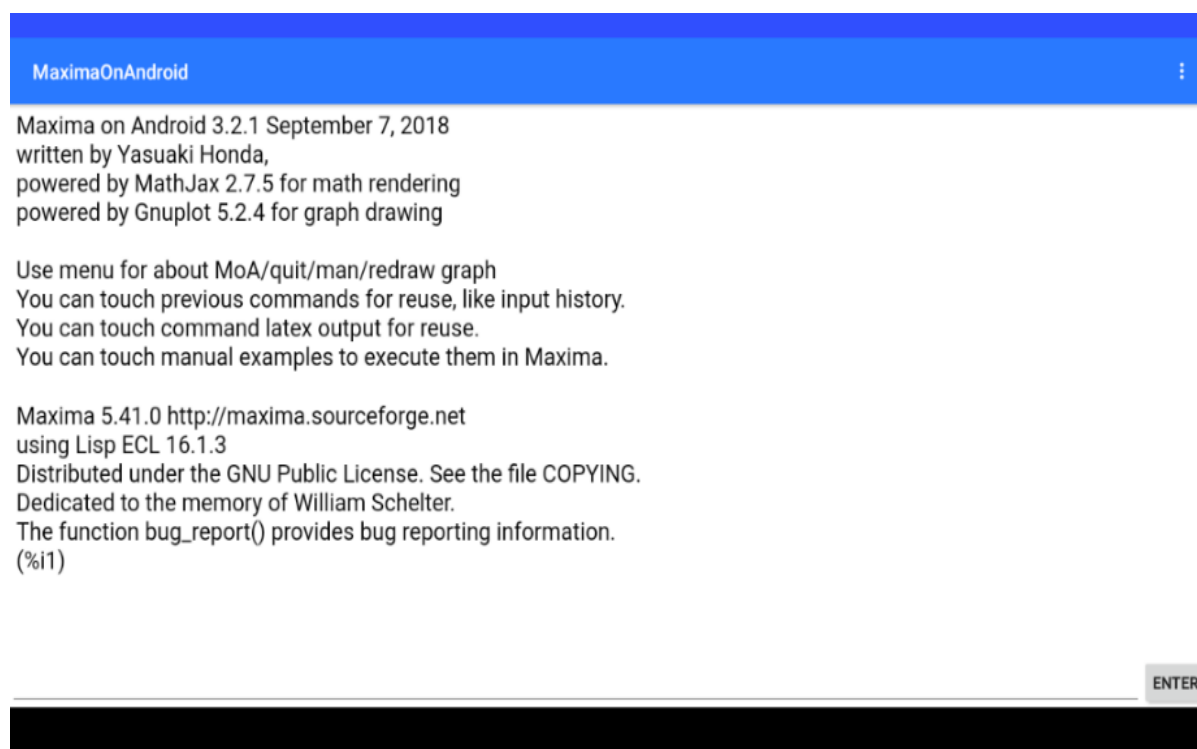 MaximaOnAndroid
Maxima on Android 3.2.1 September 7, 2018
written by Yasuaki Honda,
powered by MathJax 2.7.5 for math rendering
powered by Gnuplot 5.2.4 for graph drawing
Use menu for about MoA/quit/man/redraw graph
You can touch previous commands for reuse, like input history.
You can touch command latex output for reuse.
You can touch manual examples to execute them in Maxima.
Maxima 5.41.0 http://maxima.sourceforge.net
using Lisp ECL 16.1.3
Distributed under the GNU Public License. See the file COPYING.
Dedicated to the memory of William Schelter.
The function bug_report() provides bug reporting information.
(%i1)
ENTER